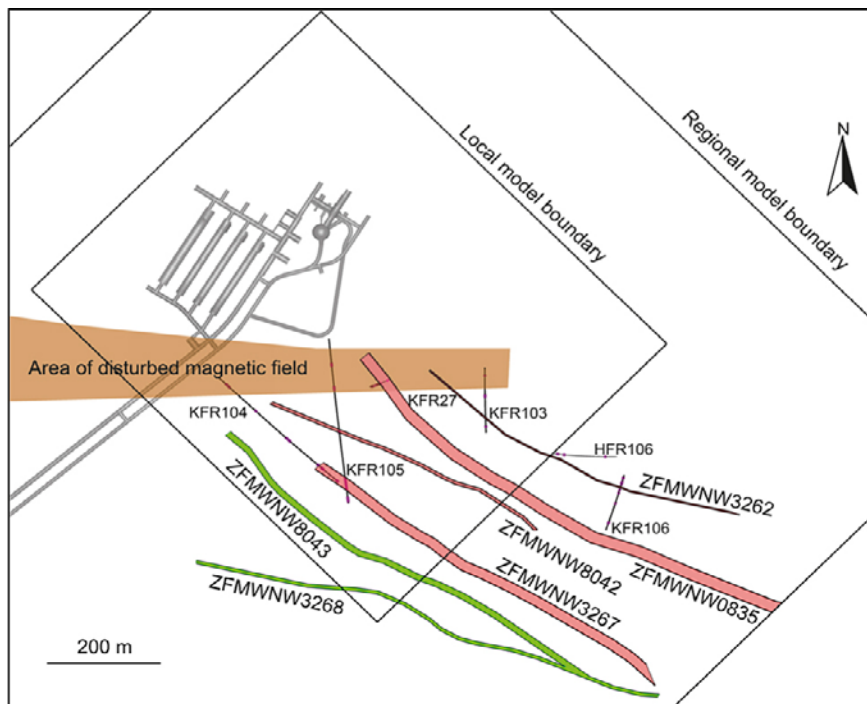 N
Local model boundary
Regional model boundary
Area of disturbed magnetic field
KFR27
KFR103
KFR104
HFR106
KFR105
ZFMWNW3262
KFR106
ZFMWNW8043
ZFMWNW8042
ZFMWNW0835
ZFMWNW3267
ZFMWNW3268
200 m